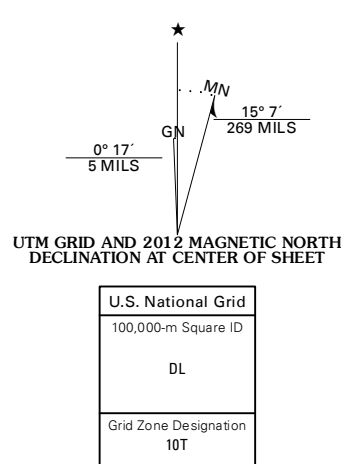 ★
MN
GN
15° 7´
269 MILS
0° 17´
5 MILS
UTM GRID AND 2012 MAGNETIC NORTH
DECLINATION AT CENTER OF SHEET
U.S. National Grid
100,000-m Square ID
DL
Grid Zone Designation
10T